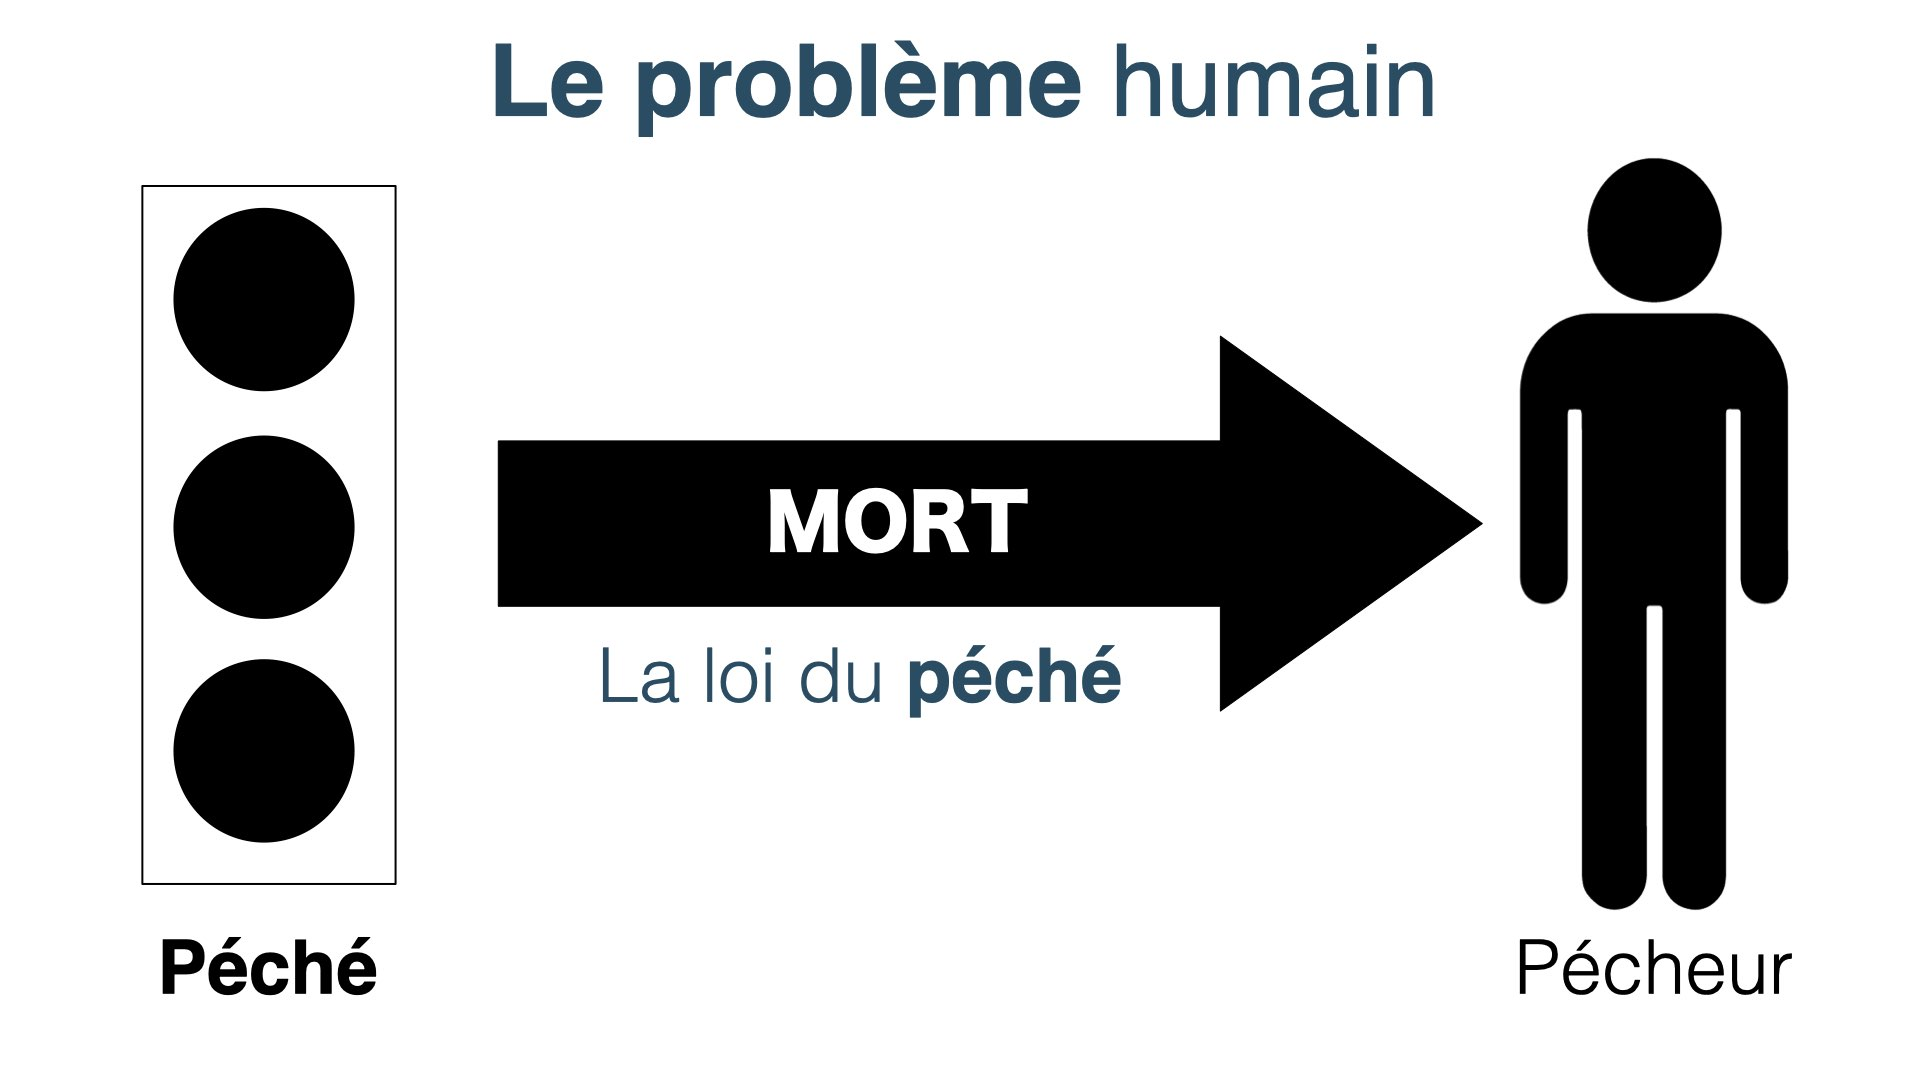 Le problème humain
MORT
La loi du péché
Péché
Pécheur